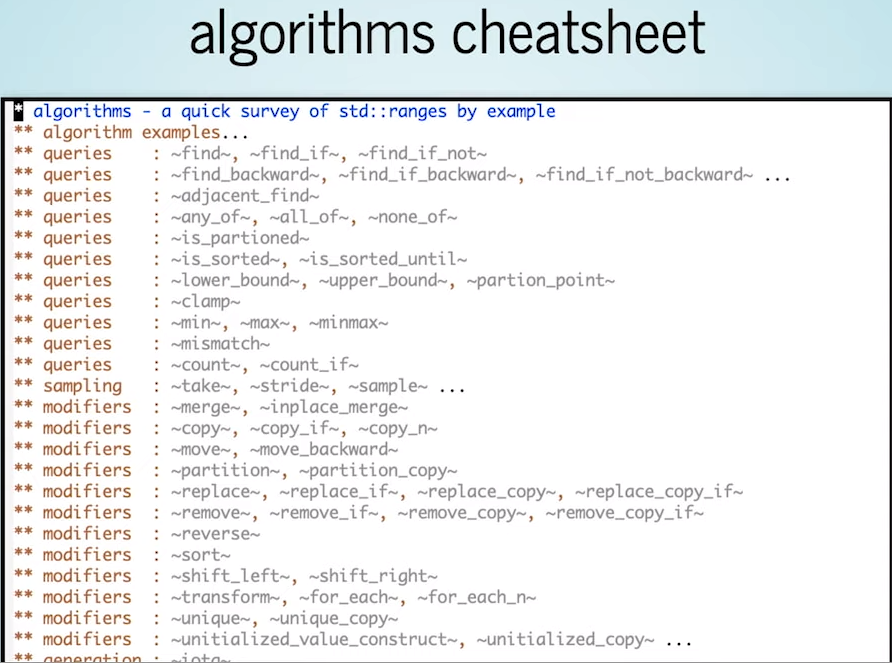 algorithms cheatsheet
* algorithms - a quick survey of std::ranges by example
** algorithm examples...
** queries    : ~find~, ~find_if~, ~find_if_not~
** queries    : ~find_backward~, ~find_if_backward~, ~find_if_not_backward~ ...
** queries    : ~adjacent_find~
** queries    : ~any_of~, ~all_of~, ~none_of~
** queries    : ~is_partioned~
** queries    : ~is_sorted~, ~is_sorted_until~
** queries    : ~lower_bound~, ~upper_bound~, ~partion_point~
** queries    : ~clamp~
** queries    : ~min~, ~max~, ~minmax~
** queries    : ~mismatch~
** queries    : ~count~, ~count_if~
** sampling   : ~take~, ~stride~, ~sample~ ...
** modifiers  : ~merge~, ~inplace_merge~
** modifiers  : ~copy~, ~copy_if~, ~copy_n~
** modifiers  : ~move~, ~move_backward~
** modifiers  : ~partition~, ~partition_copy~
** modifiers  : ~replace~, ~replace_if~, ~replace_copy~, ~replace_copy_if~
** modifiers  : ~remove~, ~remove_if~, ~remove_copy~, ~remove_copy_if~
** modifiers  : ~reverse~
** modifiers  : ~sort~
** modifiers  : ~shift_left~, ~shift_right~
** modifiers  : ~transform~, ~for_each~, ~for_each_n~
** modifiers  : ~unique~, ~unique_copy~
** modifiers  : ~unitialized_value_construct~, ~unitialized_copy~ ...
** generation : ~iota~